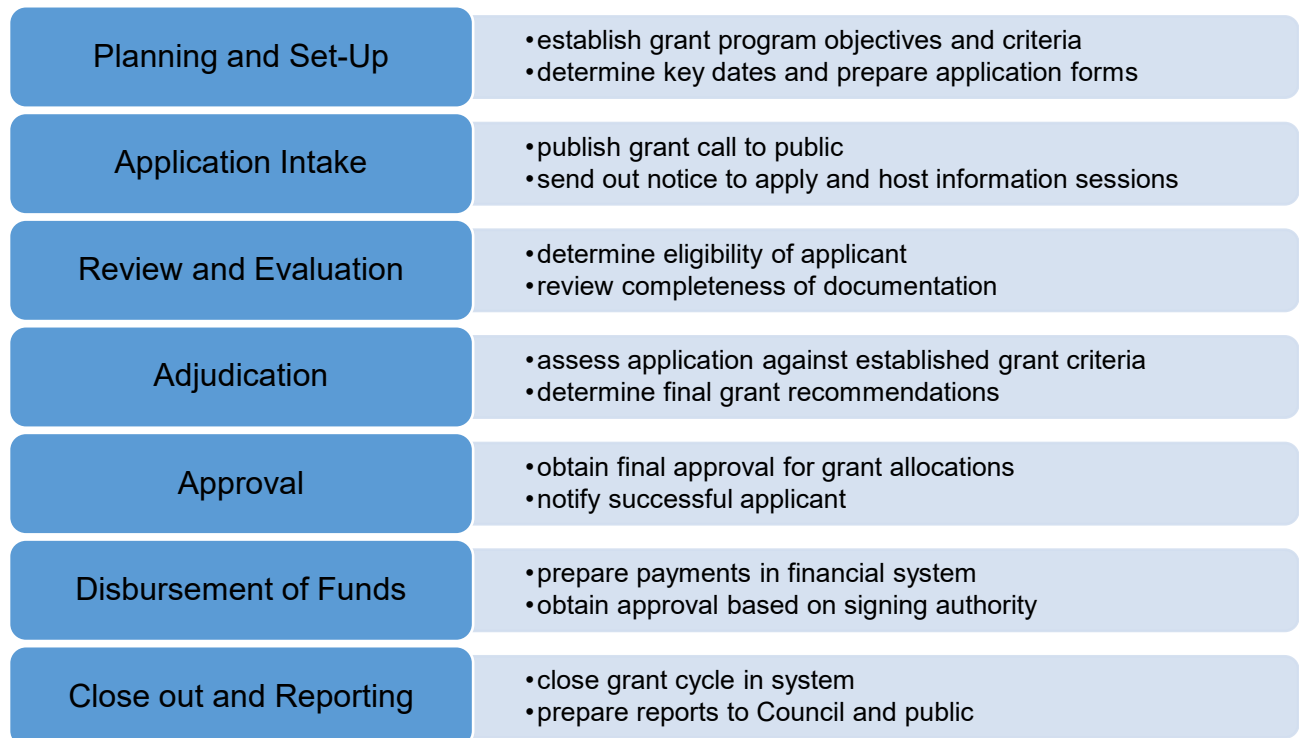 Planning and Set-Up
•establish grant program objectives and criteria
•determine key dates and prepare application forms
Application Intake
•publish grant call to public
•send out notice to apply and host information sessions
Review and Evaluation
•determine eligibility of applicant
•review completeness of documentation
Adjudication
•assess application against established grant criteria
•determine final grant recommendations
Approval
•obtain final approval for grant allocations
•notify successful applicant
Disbursement of Funds
•prepare payments in financial system
•obtain approval based on signing authority
Close out and Reporting
•close grant cycle in system
•prepare reports to Council and public